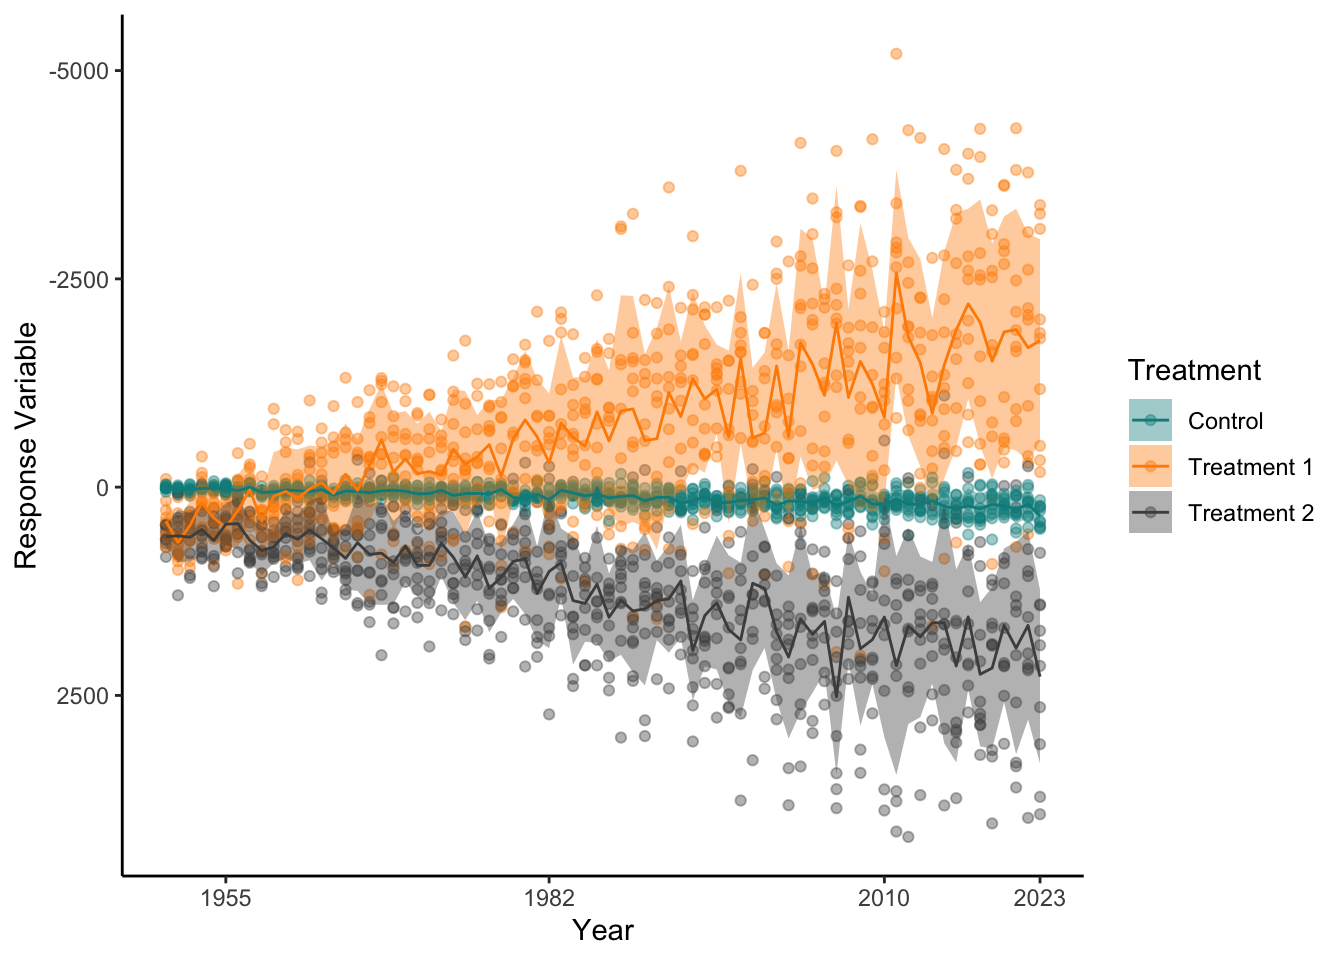 -5000
-2500
0
2500
Response Variable
1955
1982
2010
2023
Year
Treatment
Control
Treatment 1
Treatment 2